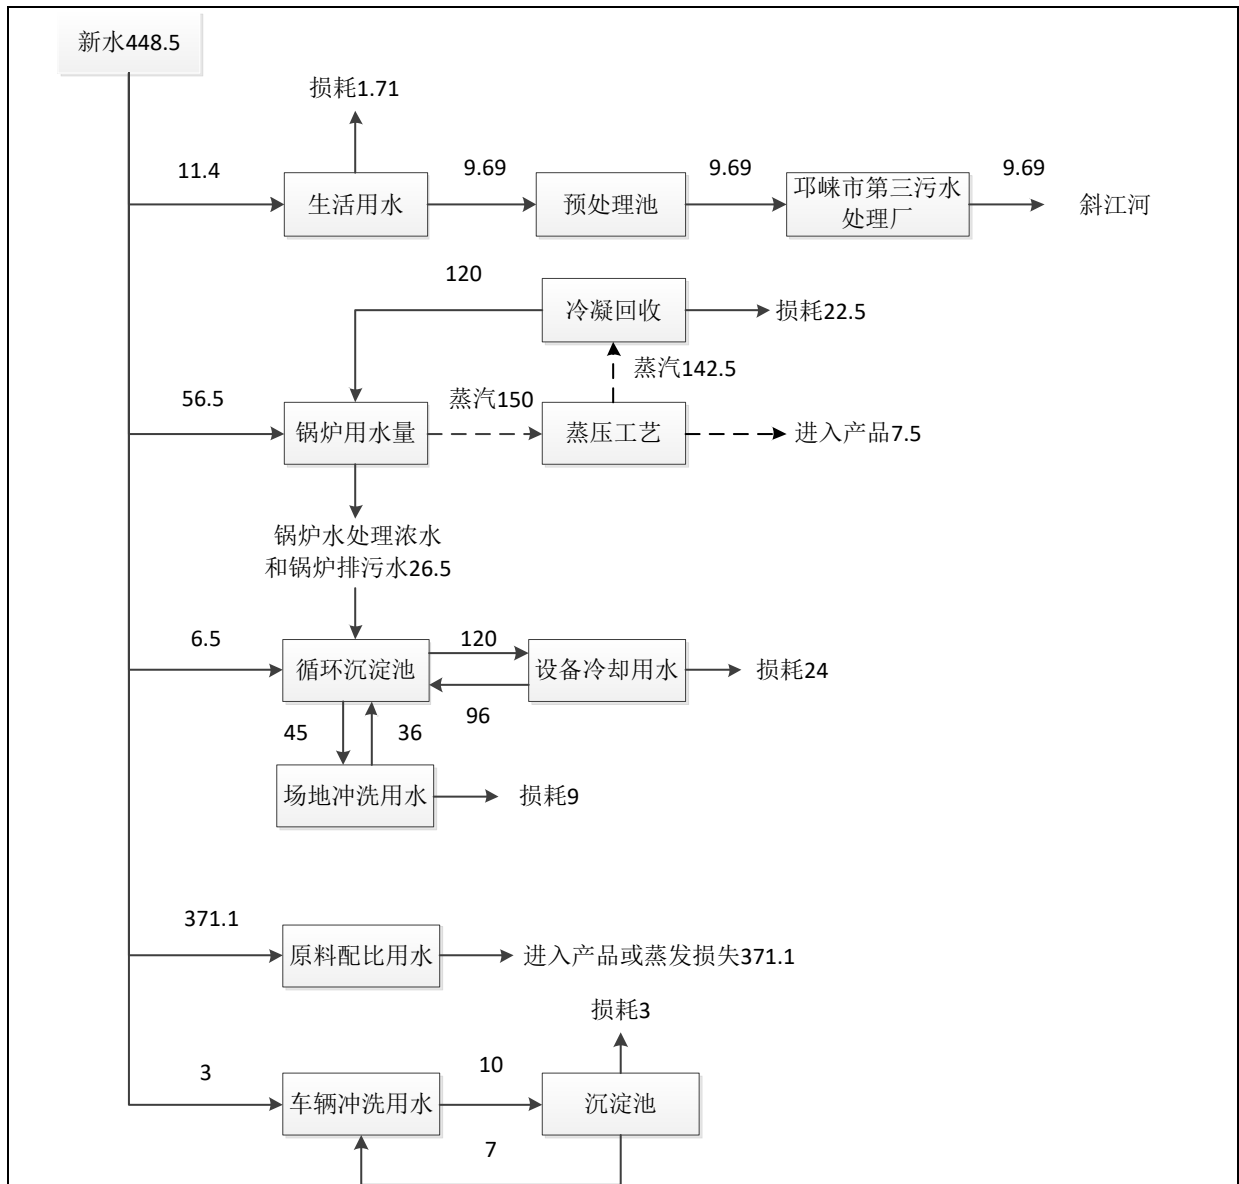 新水448.5
损耗1.71
11.4
生活用水
9.69
预处理池
9.69
邛崃市第三污水
处理厂
9.69
斜江河
120
冷凝回收
损耗22.5
蒸汽142.5
56.5
锅炉用水量
蒸汽150
蒸压工艺
进入产品7.5
锅炉水处理浓水
和锅炉排污水26.5
6.5
循环沉淀池
120
96
设备冷却用水
损耗24
45
36
场地冲洗用水
损耗9
371.1
原料配比用水
进入产品或蒸发损失371.1
损耗3
3
车辆冲洗用水
10
沉淀池
7